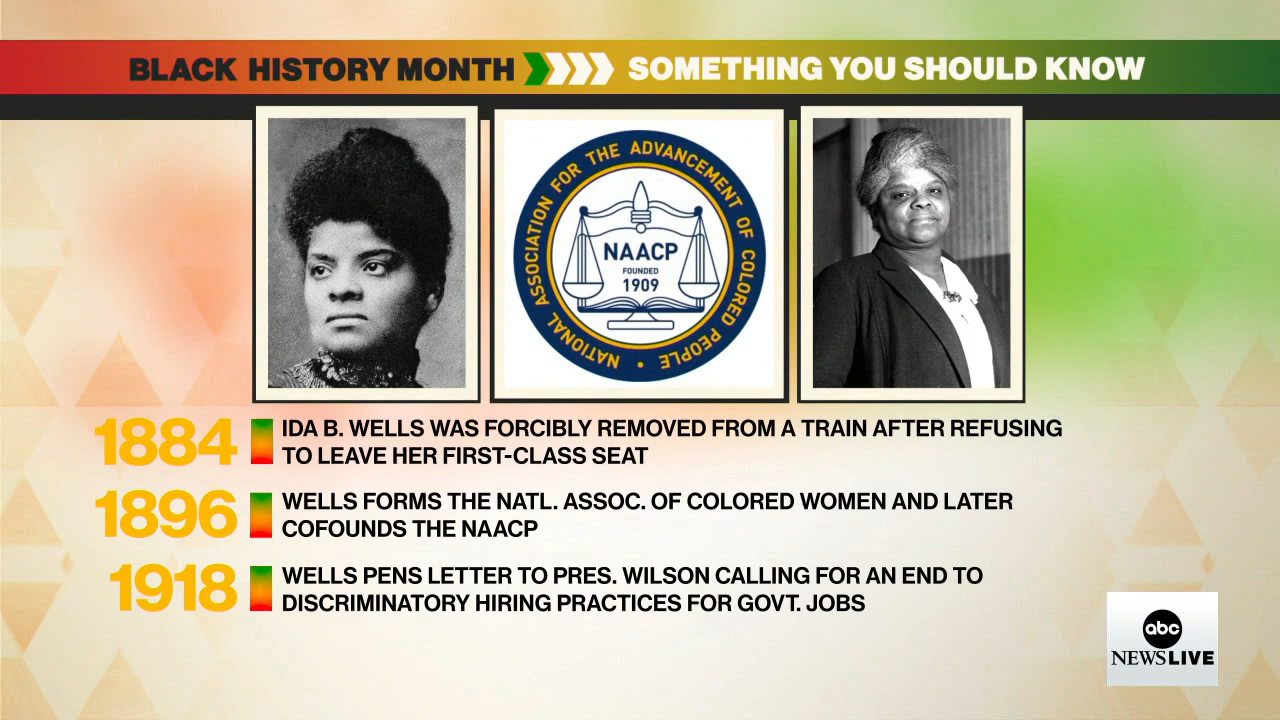 BLACK HISTORY MONTH
SOMETHING YOU SHOULD KNOW
NATIONAL ASSOCIATION FOR THE ADVANCEMENT OF COLORED PEOPLE •
NAACP
FOUNDED
1909
1884
IDA B. WELLS WAS FORCIBLY REMOVED FROM A TRAIN AFTER REFUSING
TO LEAVE HER FIRST-CLASS SEAT
1896
WELLS FORMS THE NATL. ASSOC. OF COLORED WOMEN AND LATER
COFOUNDS THE NAACP
1918
WELLS PENS LETTER TO PRES. WILSON CALLING FOR AN END TO
DISCRIMINATORY HIRING PRACTICES FOR GOVT. JOBS
abc
NEWS LIVE